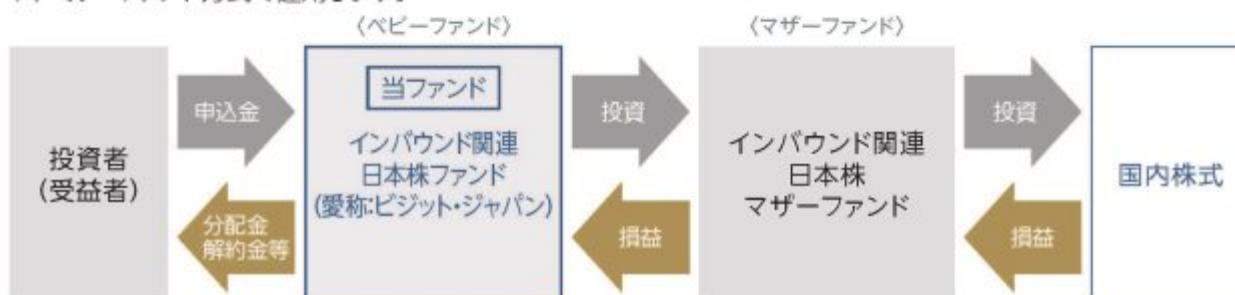 〈ベビーファンド〉
〈マザーファンド〉
投資者
(受益者)
申込金
分配金
解約金等
当ファンド
インバウンド関連
日本株ファンド
(愛称:ビジット・ジャパン)
投資
損益
インバウンド関連
日本株
マザーファンド
投資
損益
国内株式